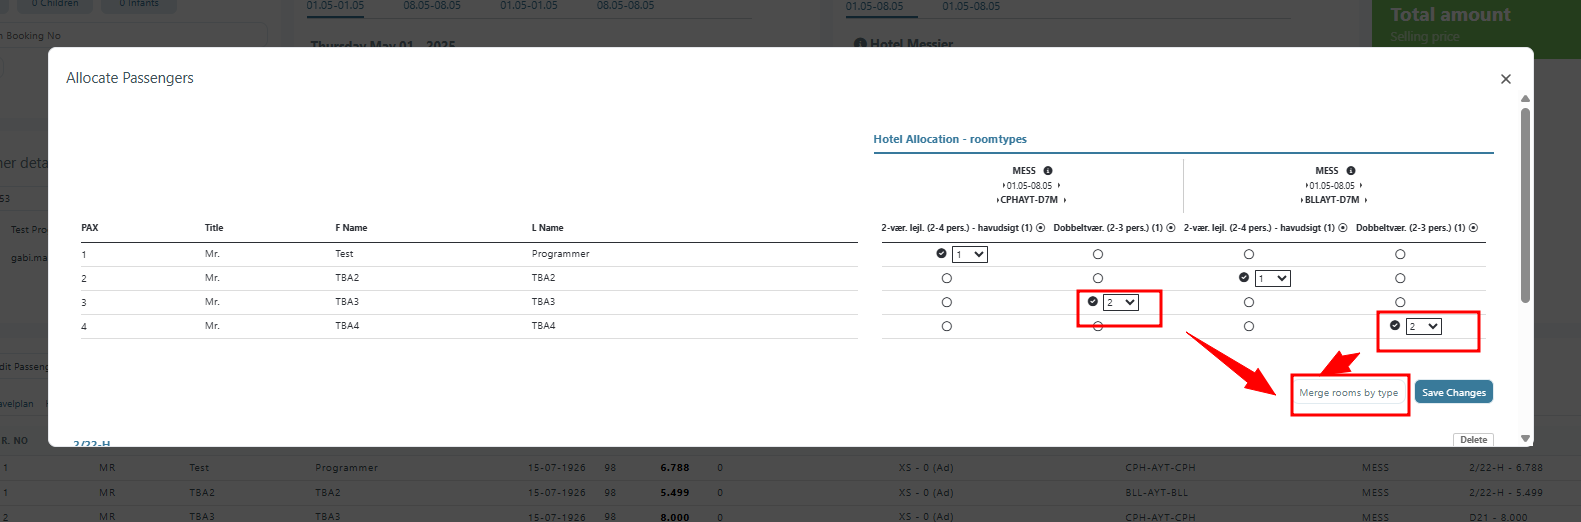 0 Children
0 Infants
01.05-01.05
08.05-08.05
01.05-01.05
08.05-08.05
01.05-08.05
01.05-08.05
Total amount
Selling price
n Booking No
Thursday May 01, 2025
Hotel Messier
Allocate Passengers
Hotel Allocation - roomtypes
MESS
01.05-08.05
CPHAYT-D7M
MESS
01.05-08.05
BLLAYT-D7M
PAX Title F Name L Name 2-vær. lejl. (2-4 pers.) - havudsigt (1) Dobbeltvær. (2-3 pers.) (1) 2-vær. lejl. (2-4 pers.) - havudsigt (1) Dobbeltvær. (2-3 pers.) (1)
1 Mr. Test Programmer 1
2 Mr. TBA2 TBA2 1
3 Mr. TBA3 TBA3 2
4 Mr. TBA4 TBA4 2
Merge rooms by type
Save Changes
2/22-H
Delete
ner deta
53
Test Pro
gabi.ma
dit Passeng
avelplan
R. NO
1 MR Test Programmer 15-07-1926 98 6.788 0 XS - 0 (Ad) CPH-AYT-CPH MESS 2/22-H - 6.788
1 MR TBA2 TBA2 15-07-1926 98 5.499 0 XS - 0 (Ad) BLL-AYT-BLL MESS 2/22-H - 5.499
2 MR TBA3 TBA3 15-07-1926 98 8.000 0 XS - 0 (Ad) CPH-AYT-CPH MESS D21 - 8.000